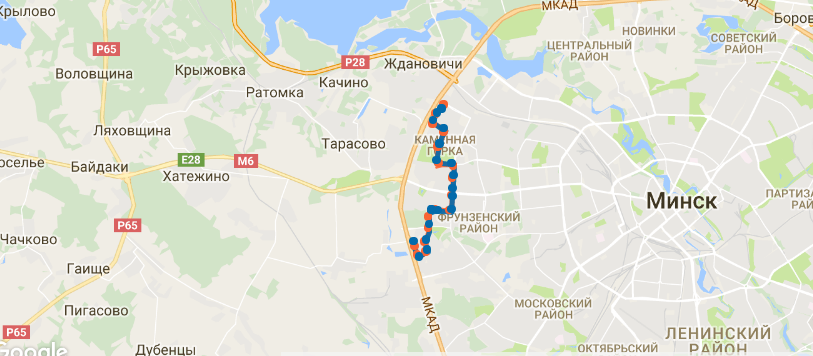 Крылово
МКАД
Боров
НОВИНКИ
СОВЕТСКИЙ
РАЙОН
ЦЕНТРАЛЬНЫЙ
РАЙОН
P65
P28
Ждановичи
Воловщина
Крыжовка
Качино
Ратомка
Ляховщина
Тарасово
КАМЕННАЯ
ГОРКА
оселье
E28
M6
Байдаки
Хатежино
Минск
ПАРТИЗА
РАЙОН
P65
ФРУНЗЕНСКИЙ
РАЙОН
Чачково
Гаище
МКАД
МОСКОВСКИЙ
РАЙОН
Пигасово
P65
ЛЕНИНСКИЙ
РАЙОН
Дубенцы
ОКТЯБРЬСКИЙ
Google